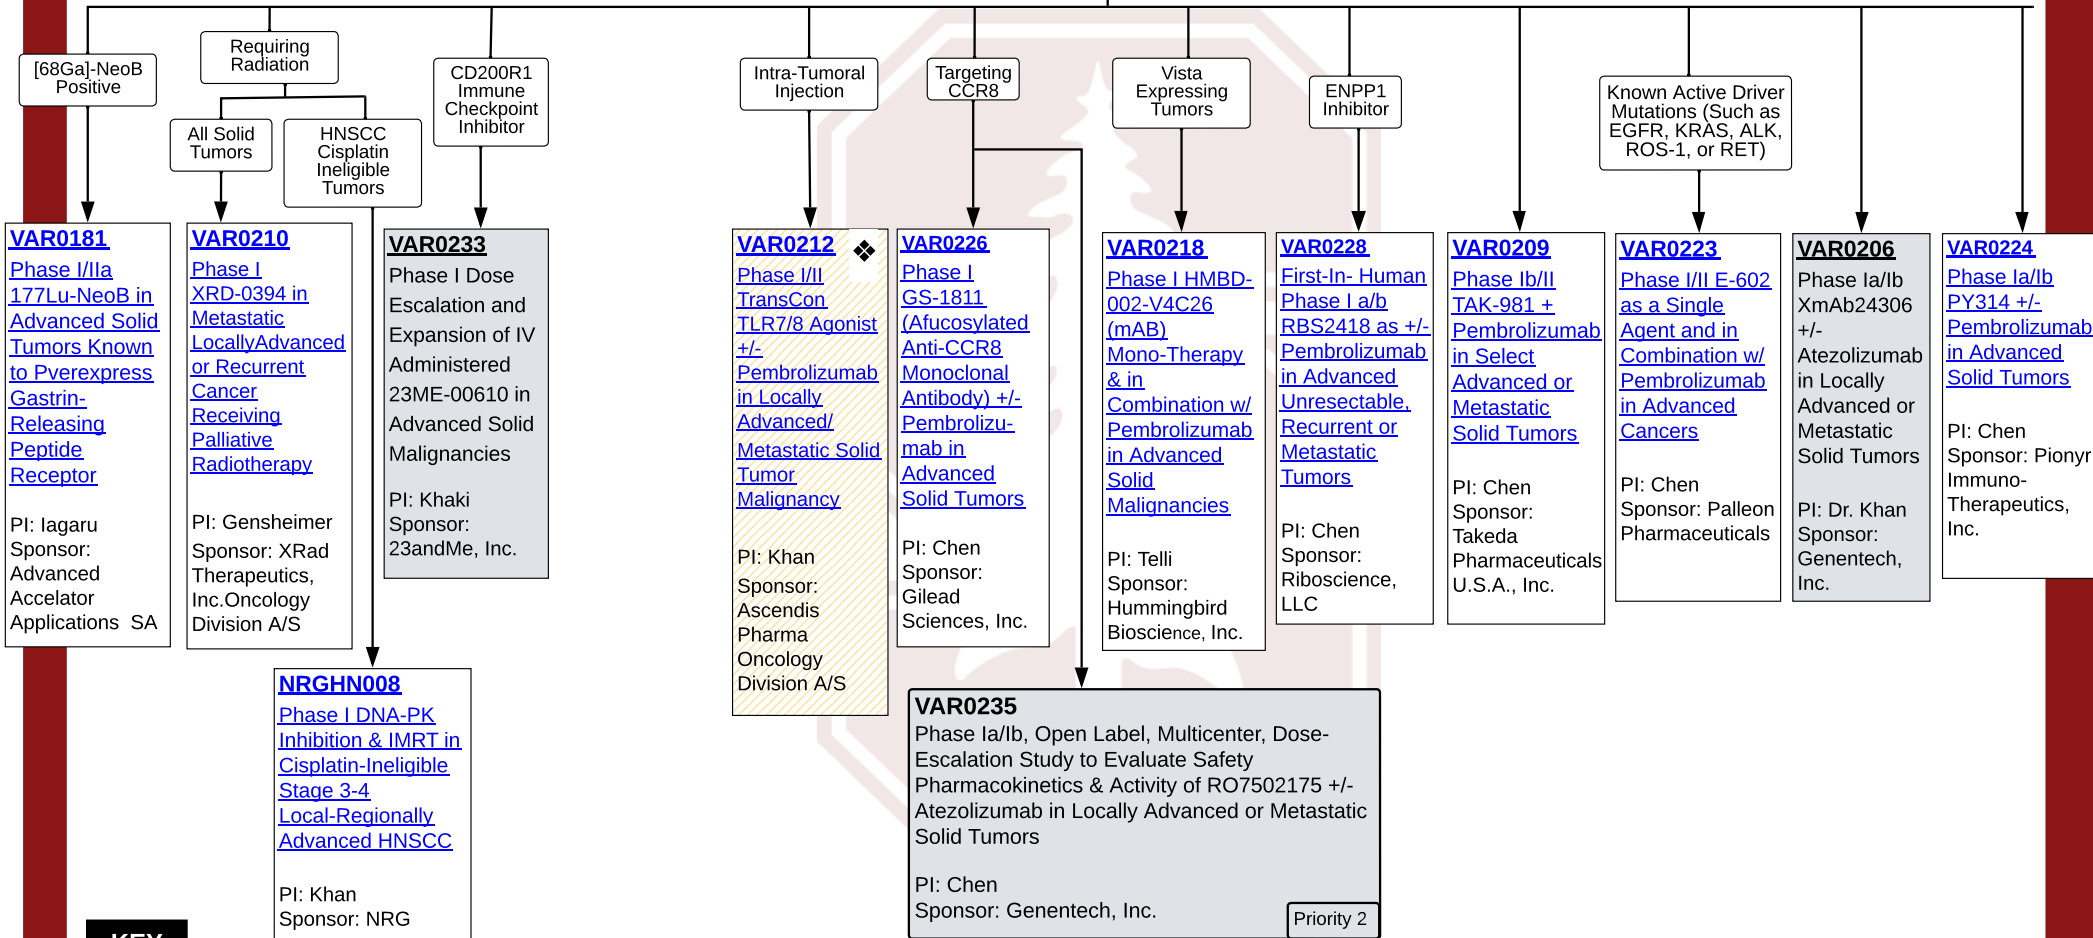 [68Ga]-NeoB
Positive
Requiring
Radiation
All Solid
Tumors
HNSCC
Cisplatin
Ineligible
Tumors
CD200R1
Immune
Checkpoint
Inhibitor
Intra-Tumoral
Injection
Targeting
CCR8
Vista
Expressing
Tumors
ENPP1
Inhibitor
Known Active Driver
Mutations (Such as
EGFR, KRAS, ALK,
ROS-1, or RET)
VAR0181
Phase I/IIa
177Lu-NeoB in
Advanced Solid
Tumors Known
to Pverexpress
Gastrin-
Releasing
Peptide
Receptor
PI: Iagaru
Sponsor:
Advanced
Accelator
Applications SA
VAR0210
Phase I
XRD-0394 in
Metastatic
LocallyAdvanced
or Recurrent
Cancer
Receiving
Palliative
Radiotherapy
PI: Gensheimer
Sponsor: XRad
Therapeutics,
Inc.Oncology
Division A/S
VAR0233
Phase I Dose
Escalation and
Expansion of IV
Administered
23ME-00610 in
Advanced Solid
Malignancies
PI: Khaki
Sponsor:
23andMe, Inc.
VAR0212 ❖
Phase I/II
TransCon
TLR7/8 Agonist
+/-
Pembrolizumab
in Locally
Advanced/
Metastatic Solid
Tumor
Malignancy
PI: Khan
Sponsor:
Ascendis
Pharma
Oncology
Division A/S
VAR0226
Phase I
GS-1811
(Afucosylated
Anti-CCR8
Monoclonal
Antibody) +/-
Pembrolizu-
mab in
Advanced
Solid Tumors
PI: Chen
Sponsor:
Gilead
Sciences, Inc.
VAR0218
Phase I HMBD-
002-V4C26
(mAB)
Mono-Therapy
& in
Combination w/
Pembrolizumab
in Advanced
Solid
Malignancies
PI: Telli
Sponsor:
Hummingbird
Bioscience, Inc.
VAR0228
First-In- Human
Phase I a/b
RBS2418 as +/-
Pembrolizumab
in Advanced
Unresectable,
Recurrent or
Metastatic
Tumors
PI: Chen
Sponsor:
Riboscience,
LLC
VAR0209
Phase Ib/II
TAK-981 +
Pembrolizumab
in Select
Advanced or
Metastatic
Solid Tumors
PI: Chen
Sponsor:
Takeda
Pharmaceuticals
U.S.A., Inc.
VAR0223
Phase I/II E-602
as a Single
Agent and in
Combination w/
Pembrolizumab
in Advanced
Cancers
PI: Chen
Sponsor: Palleon
Pharmaceuticals
VAR0206
Phase Ia/Ib
XmAb24306
+/-
Atezolizumab
in Locally
Advanced or
Metastatic
Solid Tumors
PI: Dr. Khan
Sponsor:
Genentech,
Inc.
VAR0224
Phase Ia/Ib
PY314 +/-
Pembrolizumab
in Advanced
Solid Tumors
PI: Chen
Sponsor: Pionyr
Immuno-
Therapeutics,
Inc.
NRGHN008
Phase I DNA-PK
Inhibition & IMRT in
Cisplatin-Ineligible
Stage 3-4
Local-Regionally
Advanced HNSCC
PI: Khan
Sponsor: NRG
VAR0235
Phase Ia/Ib, Open Label, Multicenter, Dose-
Escalation Study to Evaluate Safety
Pharmacokinetics & Activity of RO7502175 +/-
Atezolizumab in Locally Advanced or Metastatic
Solid Tumors
PI: Chen
Sponsor: Genentech, Inc.
Priority 2
KEY